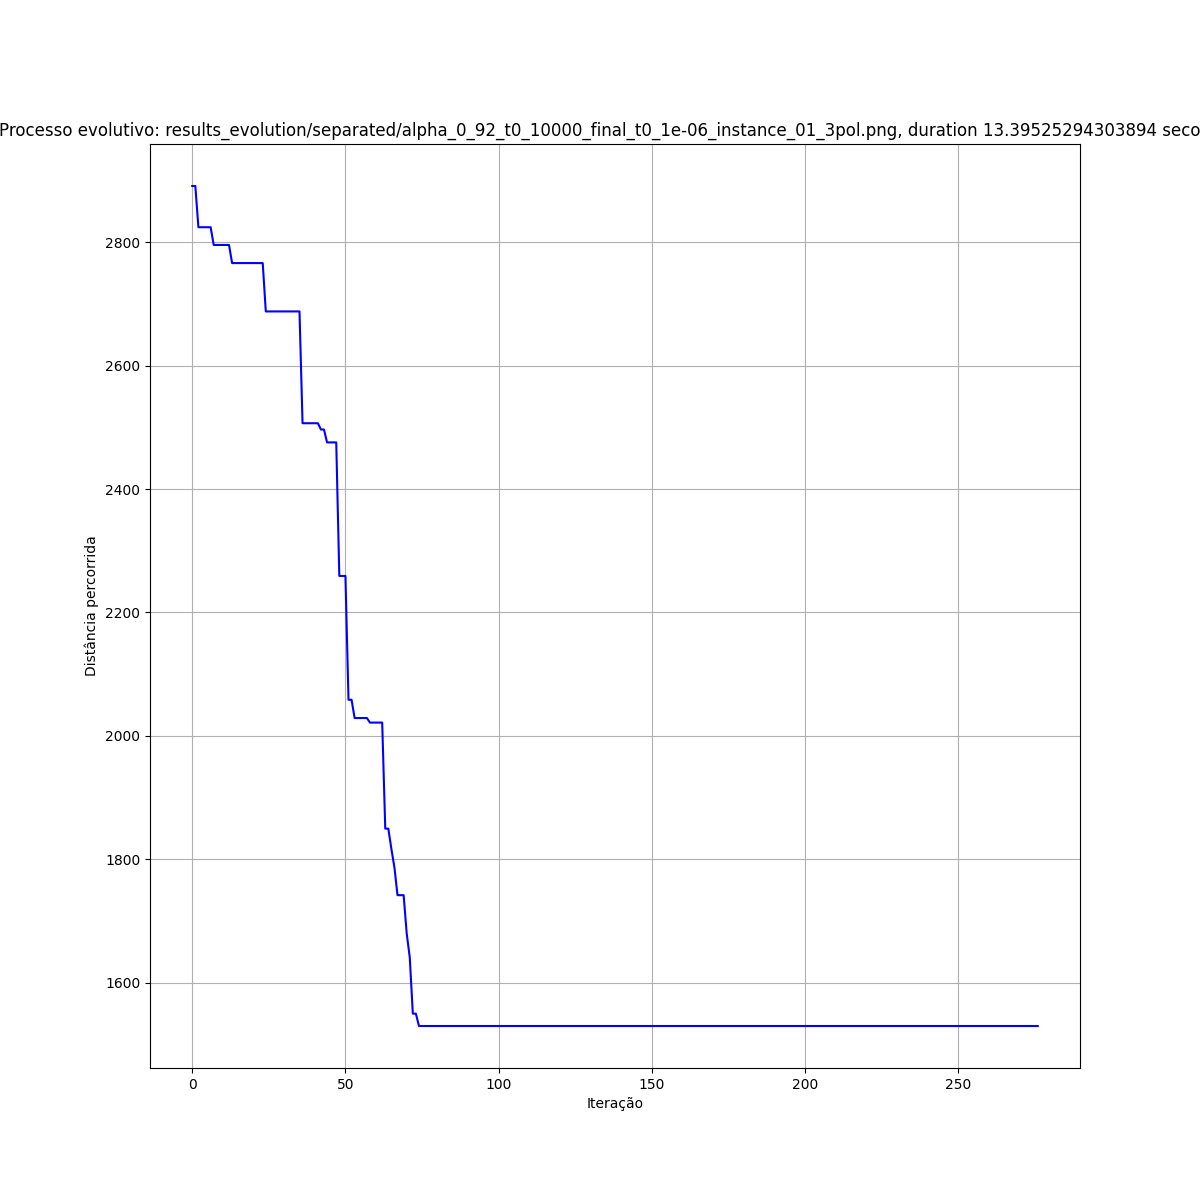 Processo evolutivo: results_evolution/separated/alpha_0_92_t0_10000_final_t0_1e-06_instance_01_3pol.png, duration 13.39525294303894 seco
2800
2600
2400
2200
2000
1800
1600
Distância percorrida
0 50 100 150 200 250
Iteração